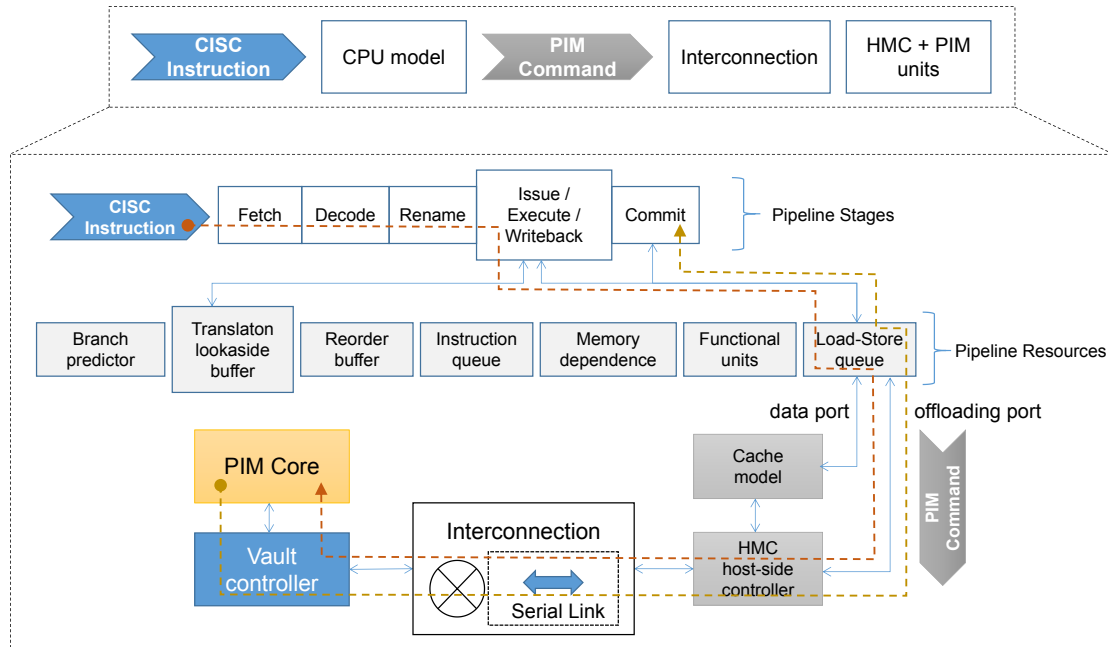 CISC
Instruction
CPU model
PIM
Command
Interconnection
HMC + PIM
units
CISC
Instruction
Fetch
Decode
Rename
Issue /
Execute /
Writeback
Commit
Pipeline Stages
Branch
predictor
Translaton
lookaside
buffer
Reorder
buffer
Instruction
queue
Memory
dependence
Functional
units
Load-Store
queue
Pipeline Resources
data port
offloading port
PIM Core
Cache
model
PIM
Command
Interconnection
Vault
controller
HMC
host-side
controller
Serial Link